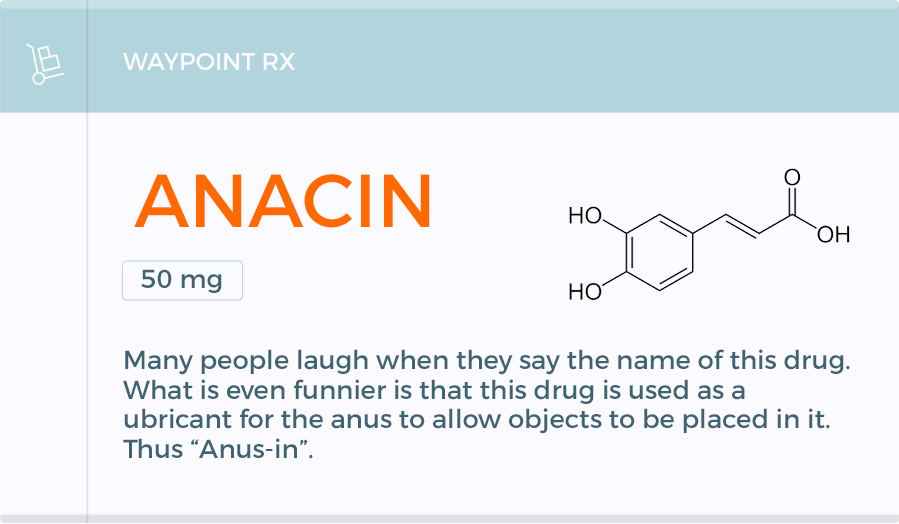 WAYPOINT RX
ANACIN
50 mg
O
HO
OH
HO
Many people laugh when they say the name of this drug.
What is even funnier is that this drug is used as a
ubricant for the anus to allow objects to be placed in it.
Thus “Anus-in”.